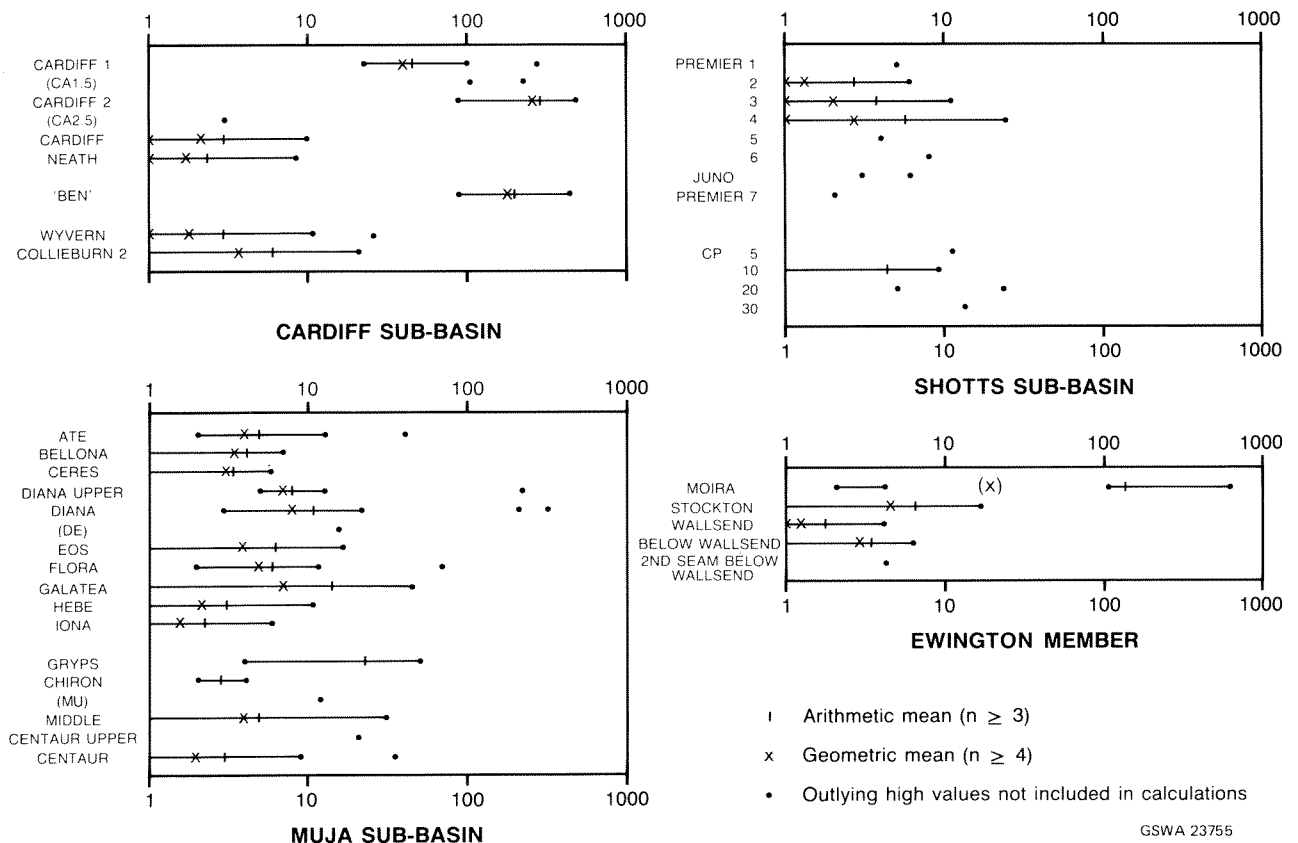 1 10 100 1000
CARDIFF 1
(CA1.5)
CARDIFF 2
(CA2.5)
CARDIFF
NEATH
'BEN'
WYVERN
COLLIEBURN 2
1 10 100 1000
CARDIFF SUB-BASIN
1 10 100 1000
PREMIER 1
2
3
4
5
6
JUNO
PREMIER 7
CP 5
10
20
30
1 10 100 1000
SHOTTS SUB-BASIN
1 10 100 1000
ATE
BELLONA
CERES
DIANA UPPER
DIANA
(DE)
EOS
FLORA
GALATEA
HEBE
IONA
GRYPS
CHIRON
(MU)
MIDDLE
CENTAUR UPPER
CENTAUR
1 10 100 1000
MUJA SUB-BASIN
1 10 100 1000
MOIRA (x)
STOCKTON
WALLSEND
BELOW WALLSEND
2ND SEAM BELOW
WALLSEND
1 10 100 1000
EWINGTON MEMBER
Arithmetic mean (n ≥ 3)
x Geometric mean (n ≥ 4)
• Outlying high values not included in calculations
GSWA 23755